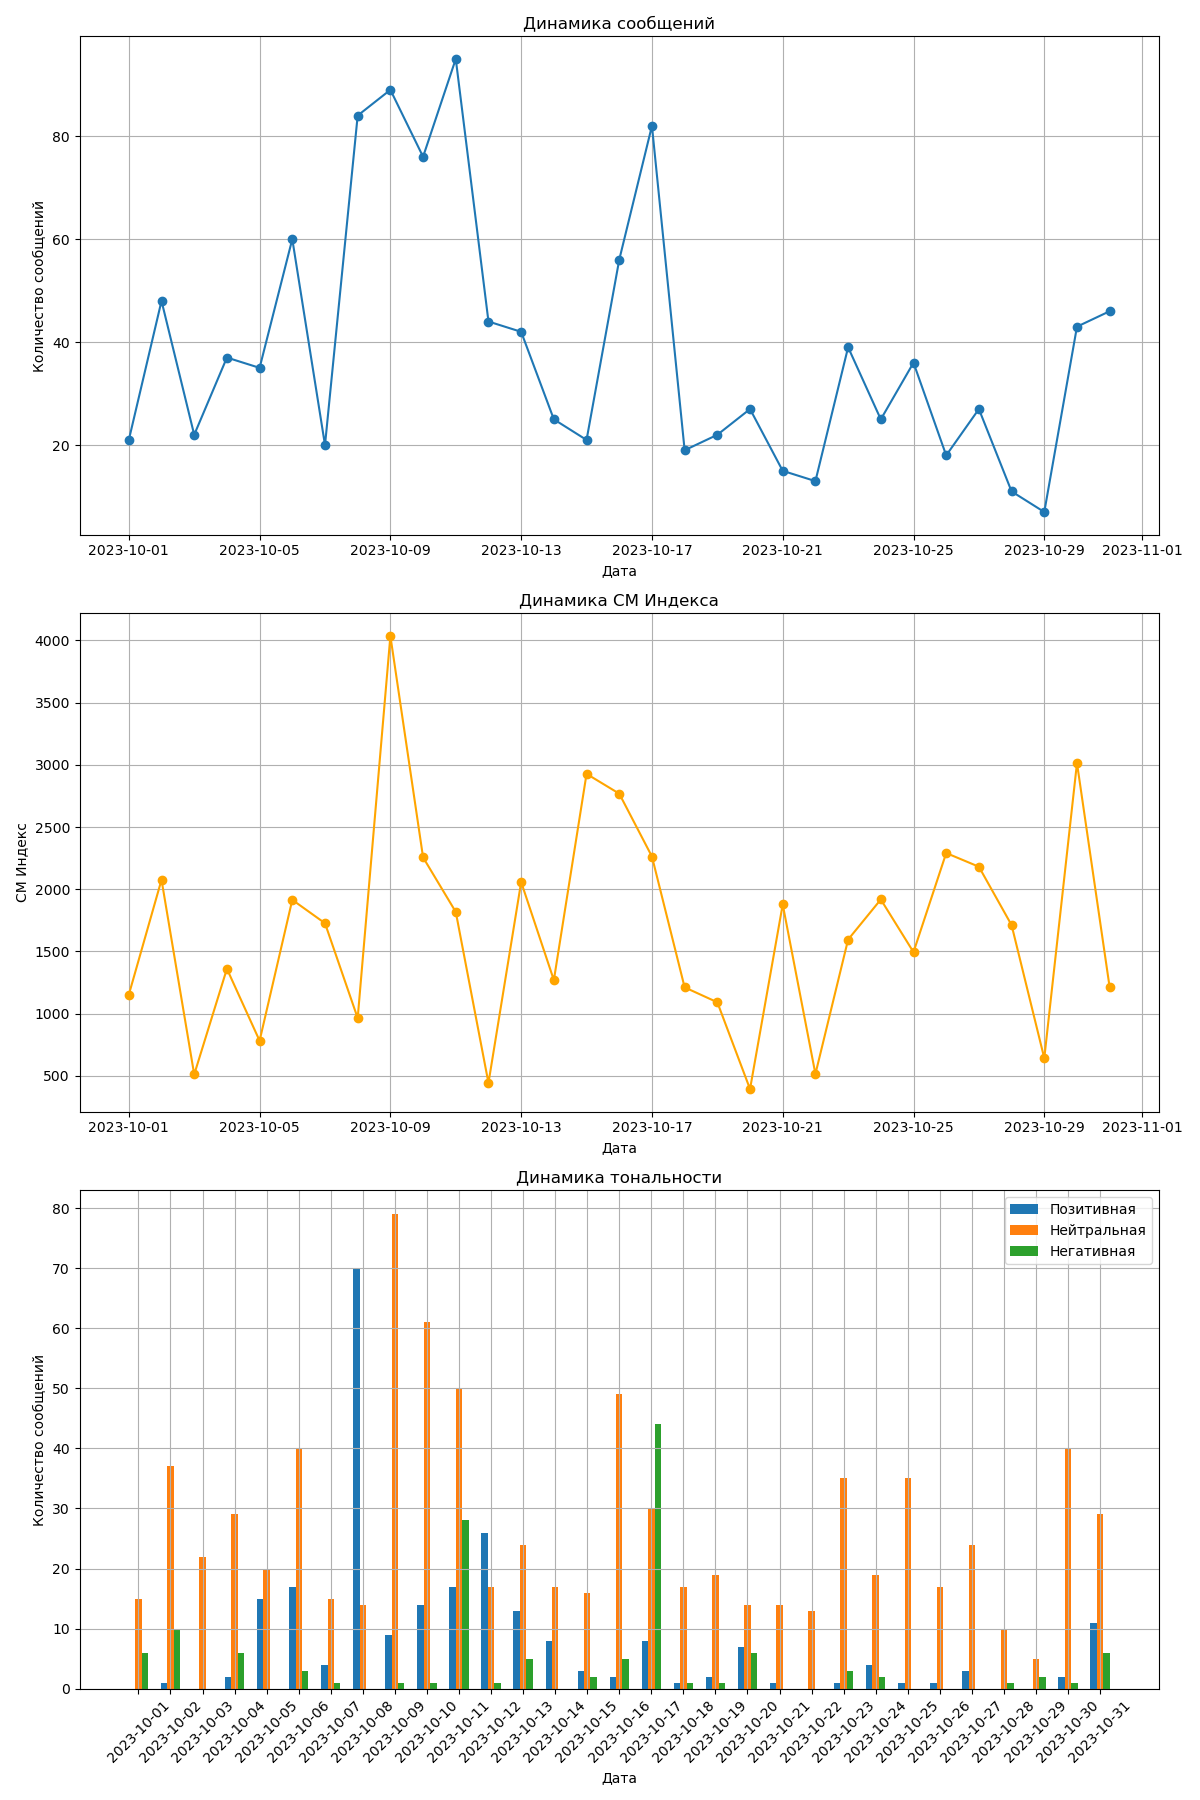 Динамика сообщений
Количество сообщений
80
60
40
20
2023-10-01 2023-10-05 2023-10-09 2023-10-13 2023-10-17 2023-10-21 2023-10-25 2023-10-29 2023-11-01
Дата
Динамика СМ Индекса
СМ Индекс
4000
3500
3000
2500
2000
1500
1000
500
2023-10-01 2023-10-05 2023-10-09 2023-10-13 2023-10-17 2023-10-21 2023-10-25 2023-10-29 2023-11-01
Дата
Динамика тональности
Позитивная
Нейтральная
Негативная
Количество сообщений
80
70
60
50
40
30
20
10
0
2023-10-01 2023-10-02 2023-10-03 2023-10-04 2023-10-05 2023-10-06 2023-10-07 2023-10-08 2023-10-09 2023-10-10 2023-10-11 2023-10-12 2023-10-13 2023-10-14 2023-10-15 2023-10-16 2023-10-17 2023-10-18 2023-10-19 2023-10-20 2023-10-21 2023-10-22 2023-10-23 2023-10-24 2023-10-25 2023-10-26 2023-10-27 2023-10-28 2023-10-29 2023-10-30 2023-10-31
Дата